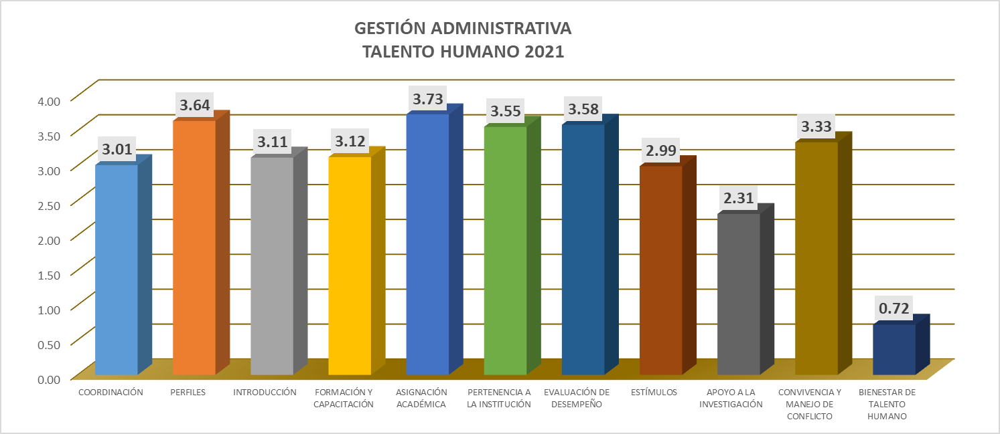 GESTIÓN ADMINISTRATIVA
TALENTO HUMANO 2021
4.00
3.50
3.00
2.50
2.00
1.50
1.00
0.50
0.00
3.01
3.64
3.11
3.12
3.73
3.55
3.58
2.99
2.31
3.33
0.72
COORDINACIÓN
PERFILES
INTRODUCCIÓN
FORMACIÓN Y
CAPACITACIÓN
ASIGNACIÓN
ACADÉMICA
PERTENENCIA A
LA INSTITUCIÓN
EVALUACIÓN DE
DESEMPEÑO
ESTÍMULOS
APOYO A LA
INVESTIGACIÓN
CONVIVENCIA Y
MANEJO DE
CONFLICTO
BIENESTAR DE
TALENTO
HUMANO